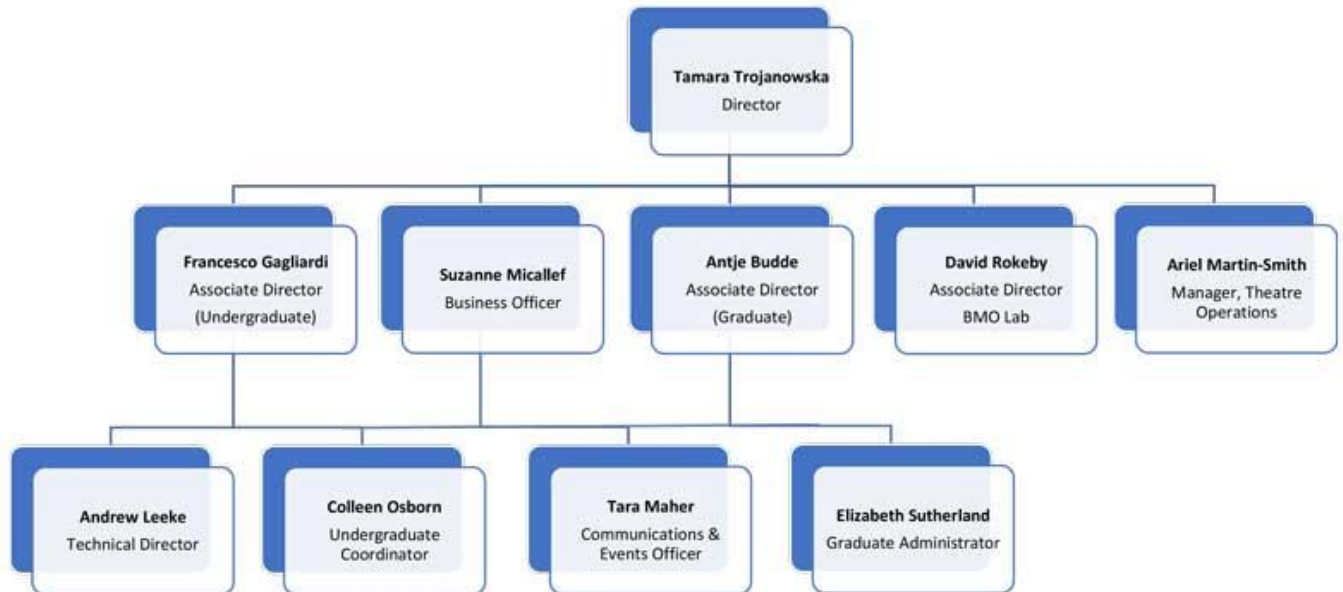 Tamara Trojanowska
Director
Francesco Gagliardi
Associate Director
(Undergraduate)
Suzanne Micallef
Business Officer
Antje Budde
Associate Director
(Graduate)
David Rokeby
Associate Director
BMO Lab
Ariel Martin-Smith
Manager, Theatre
Operations
Andrew Leeke
Technical Director
Colleen Osborn
Undergraduate
Coordinator
Tara Maher
Communications &
Events Officer
Elizabeth Sutherland
Graduate Administrator